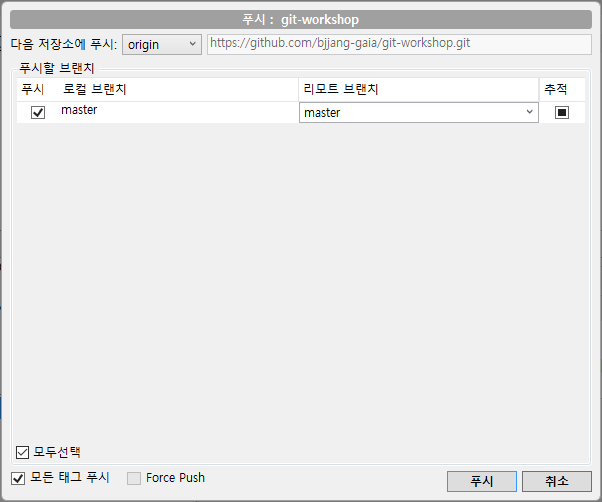 푸시 : git-workshop
다음 저장소에 푸시: origin https://github.com/bjjang-gaia/git-workshop.git
푸시할 브랜치
푸시 로컬 브랜치 리모트 브랜치 추적
master master
모두선택
모든 태그 푸시 Force Push 푸시 취소